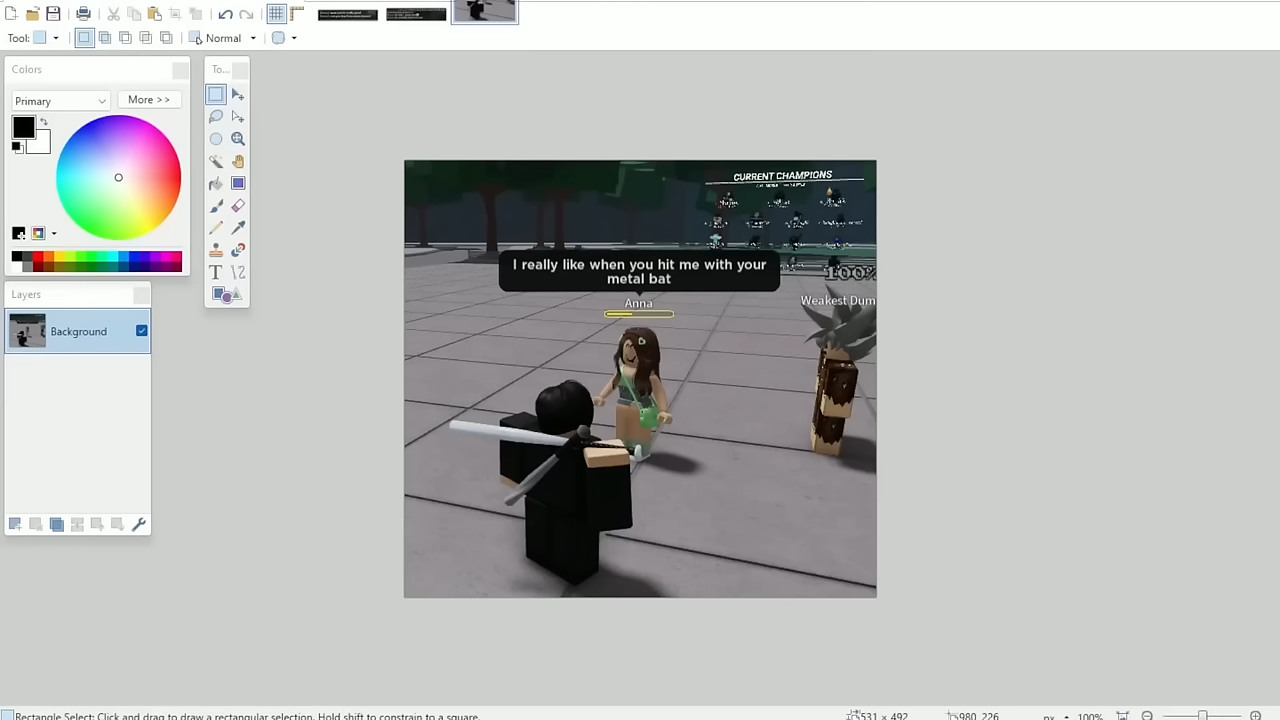 Tool:
Normal
Colors
To...
Primary
More >>
Layers
Background
CURRENT CHAMPIONS
I really like when you hit me with your
metal bat
Anna
100%
Weakest Dum
Rectangle Select: Click and drag to draw a rectangular selection. Hold shift to constrain to a square.
531 × 492
980, 226
px
100%